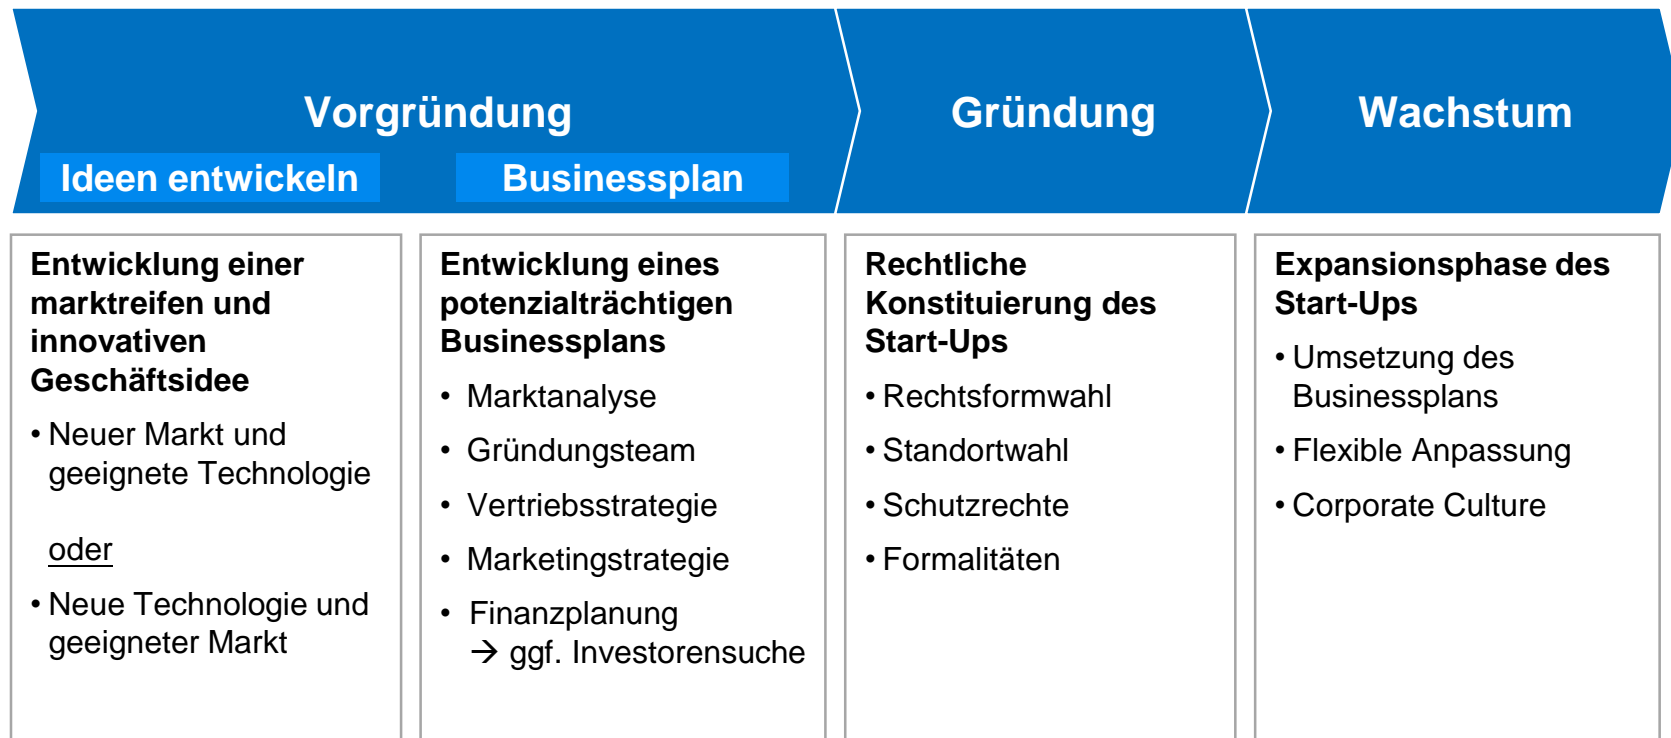 Vorgründung
Ideen entwickeln
Businessplan
Gründung
Wachstum
Entwicklung einer
marktreifen und
innovativen
Geschäftsidee
• Neuer Markt und
geeignete Technologie
oder
• Neue Technologie und
geeigneter Markt
Entwicklung eines
potenzialträchtigen
Businessplans
• Marktanalyse
• Gründungsteam
• Vertriebsstrategie
• Marketingstrategie
• Finanzplanung
→ ggf. Investorensuche
Rechtliche
Konstituierung des
Start-Ups
• Rechtsformwahl
• Standortwahl
• Schutzrechte
• Formalitäten
Expansionsphase des
Start-Ups
• Umsetzung des
Businessplans
• Flexible Anpassung
• Corporate Culture